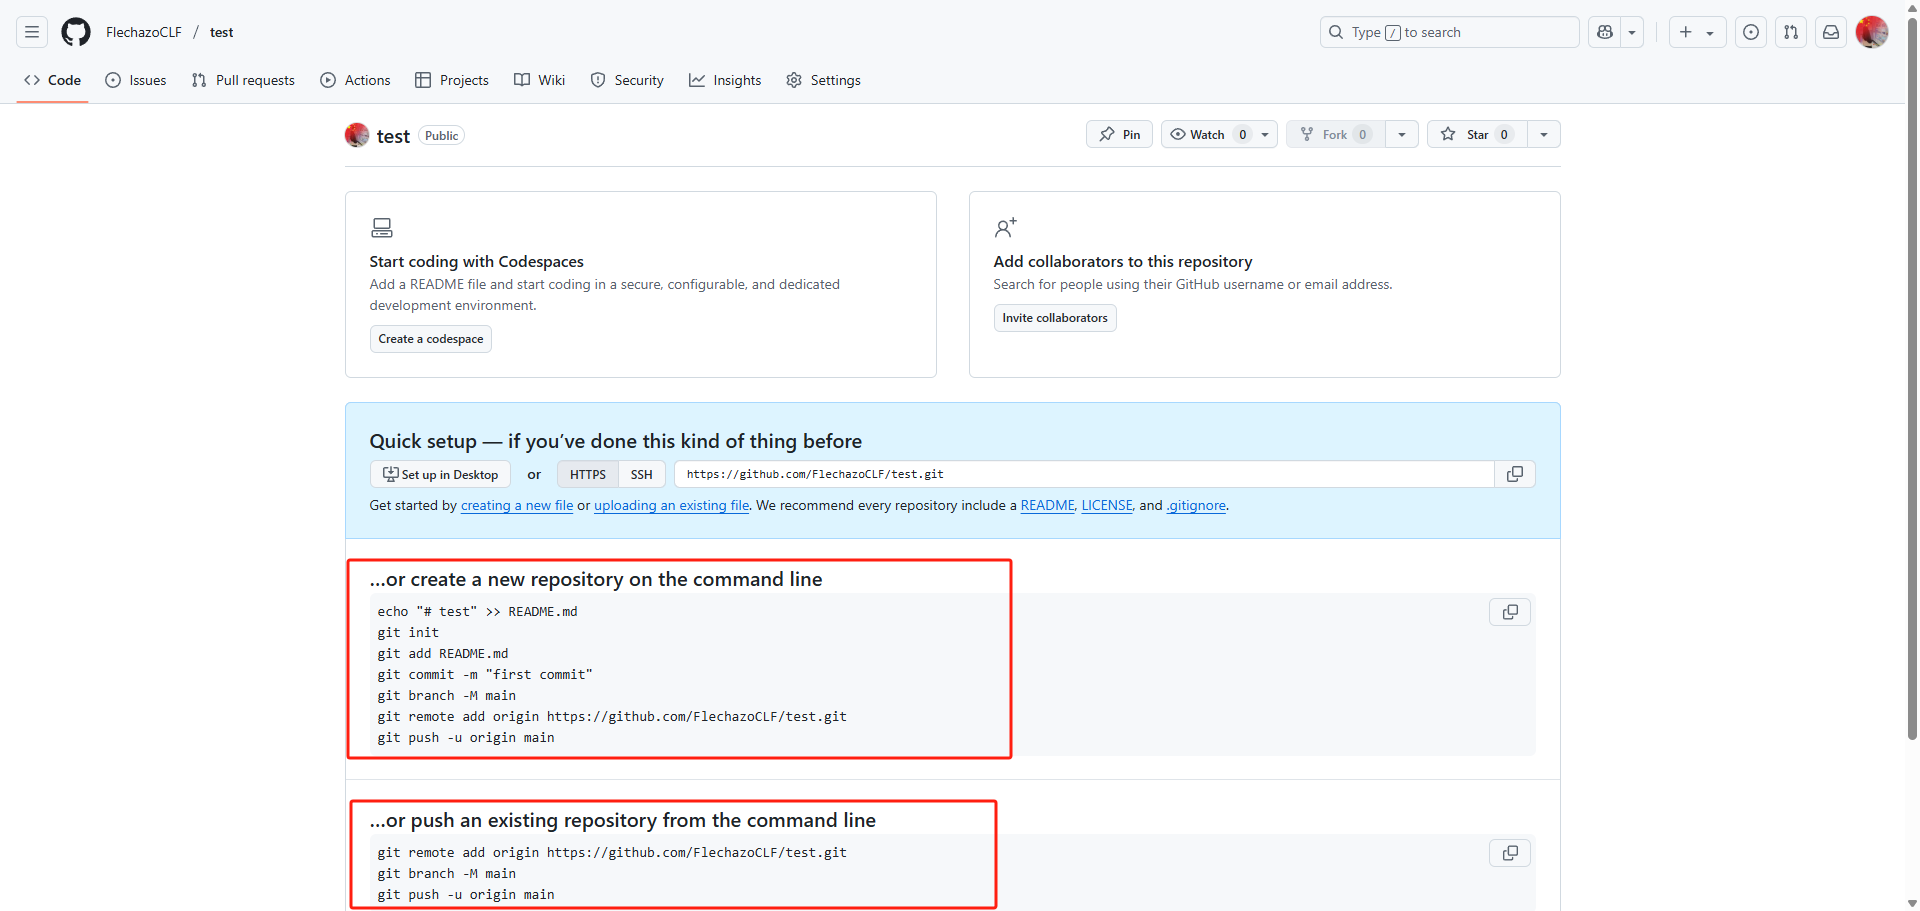 FlechazoCLF / test
Type / to search
Code
Issues
Pull requests
Actions
Projects
Wiki
Security
Insights
Settings
test Public
Pin
Watch 0
Fork 0
Star 0
Start coding with Codespaces
Add a README file and start coding in a secure, configurable, and dedicated
development environment.
Create a codespace
Add collaborators to this repository
Search for people using their GitHub username or email address.
Invite collaborators
Quick setup — if you’ve done this kind of thing before
Set up in Desktop or HTTPS SSH https://github.com/FlechazoCLF/test.git
Get started by creating a new file or uploading an existing file. We recommend every repository include a README, LICENSE, and .gitignore.
…or create a new repository on the command line
echo "# test" >> README.md
git init
git add README.md
git commit -m "first commit"
git branch -M main
git remote add origin https://github.com/FlechazoCLF/test.git
git push -u origin main
…or push an existing repository from the command line
git remote add origin https://github.com/FlechazoCLF/test.git
git branch -M main
git push -u origin main